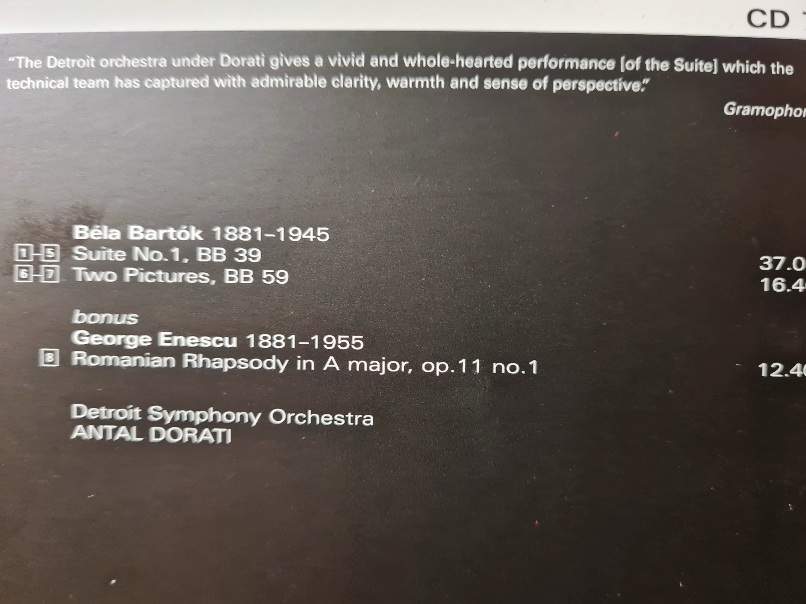 CD
"The Detroit orchestra under Dorati gives a vivid and whole-hearted performance [of the Suite] which the
technical team has captured with admirable clarity, warmth and sense of perspective."
Gramophon
Béla Bartók 1881–1945
1-5 Suite No.1, BB 39 37.0
6-7 Two Pictures, BB 59 16.4
bonus
George Enescu 1881–1955
8 Romanian Rhapsody in A major, op.11 no.1 12.40
Detroit Symphony Orchestra
ANTAL DORATI